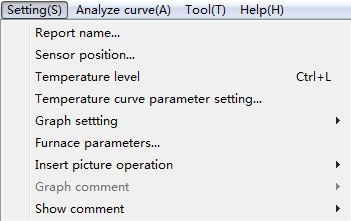 Setting(S) Analyze curve(A) Tool(T) Help(H)
Report name...
Sensor position...
Temperature level Ctrl+L
Temperature curve parameter setting...
Graph settting
Furnace parameters...
Insert picture operation
Graph comment
Show comment